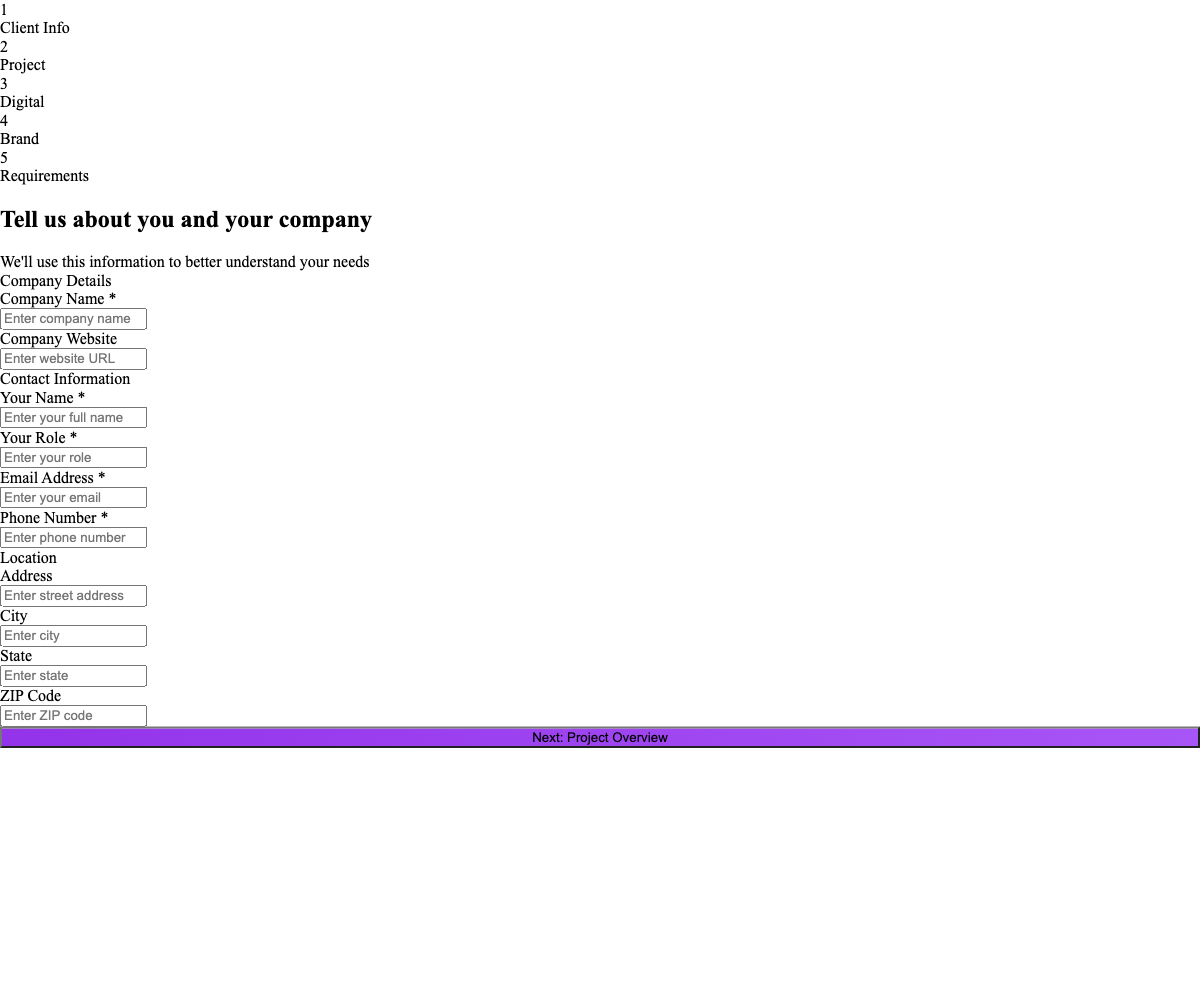 1
Client Info
2
Project
3
Digital
4
Brand
5
Requirements
Tell us about you and your company
We'll use this information to better understand your needs
Company Details
Company Name *
Enter company name
Company Website
Enter website URL
Contact Information
Your Name *
Enter your full name
Your Role *
Enter your role
Email Address *
Enter your email
Phone Number *
Enter phone number
Location
Address
Enter street address
City
Enter city
State
Enter state
ZIP Code
Enter ZIP code
Next: Project Overview